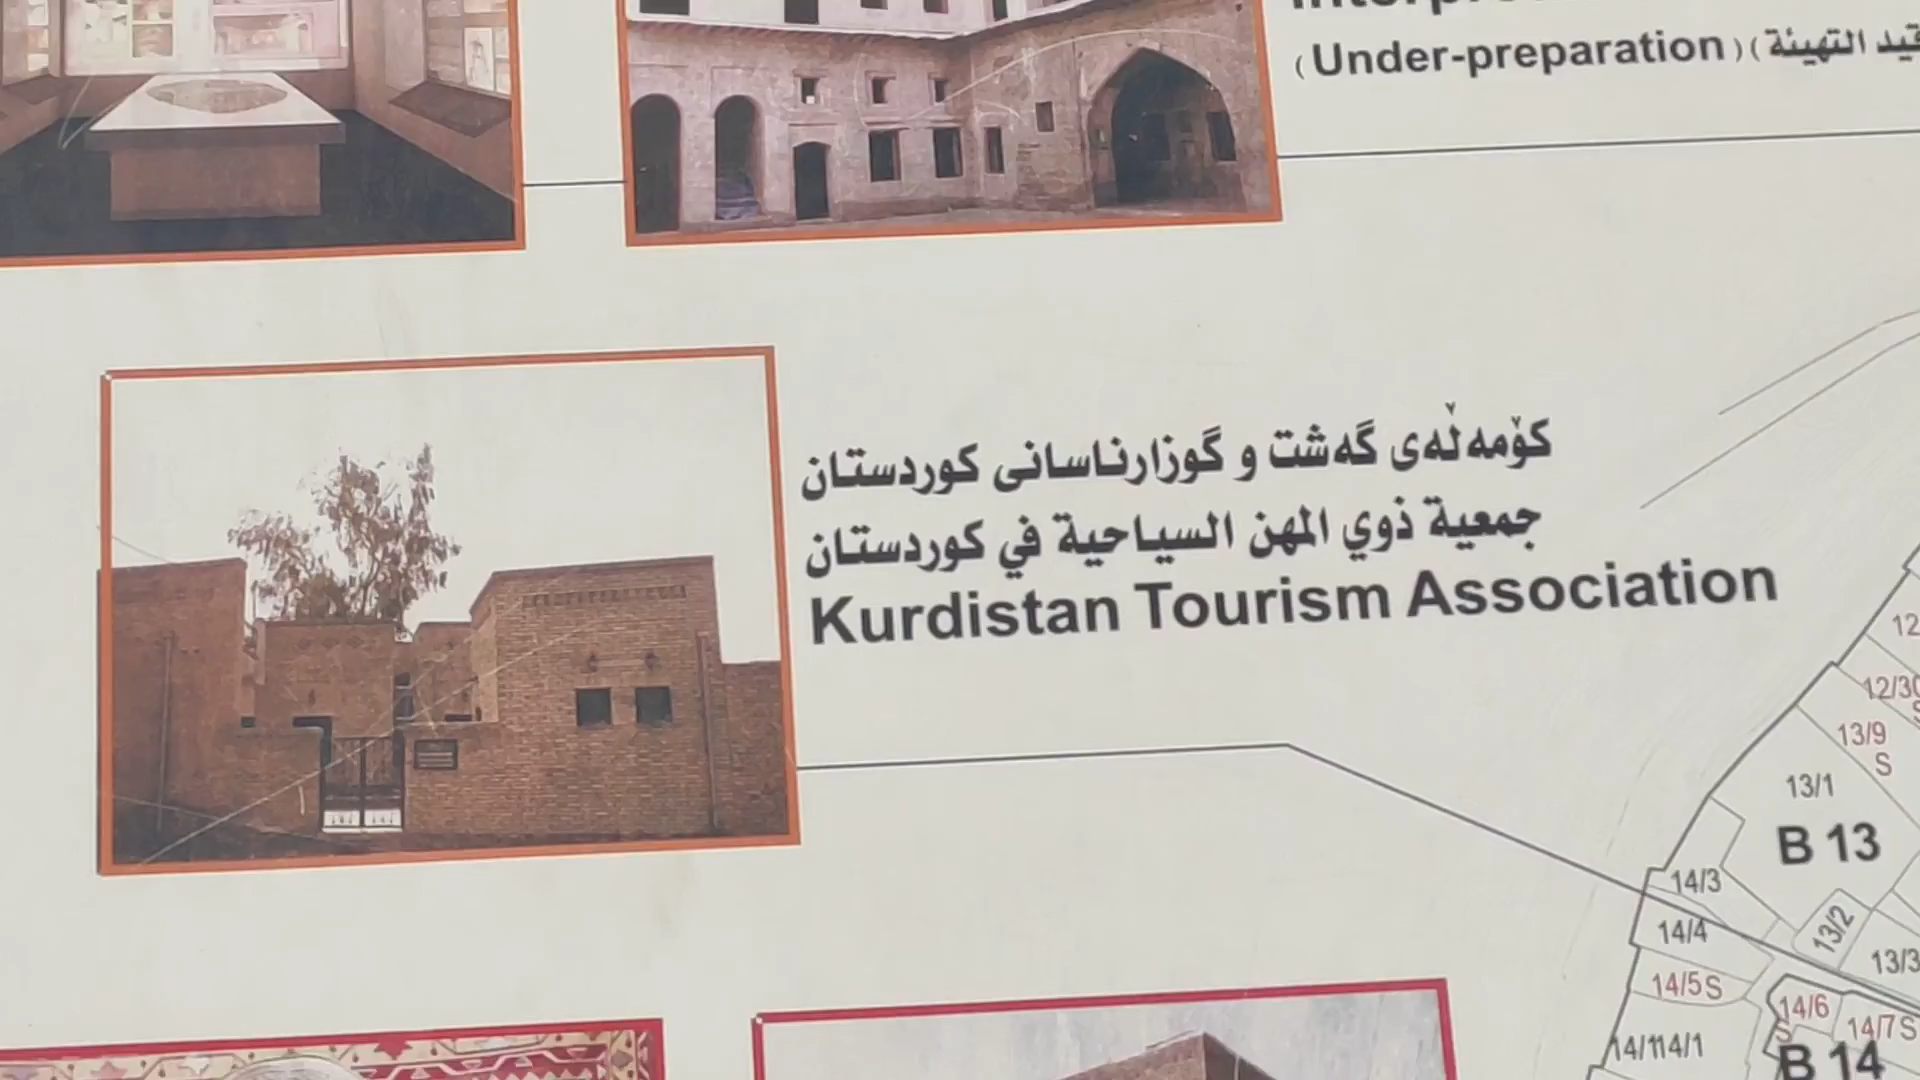 (Under-preparation)(قيد التهيئة
كۆمەڵەی گەشت و گوزارناسانی کوردستان
جمعية ذوي المهن السياحية في كوردستان
Kurdistan Tourism Association
12/30
13/9
S
13/1
B 13
14/3
14/4
13/2
13/3
14/5 S
14/6
S
14/7S
14/1
B 14